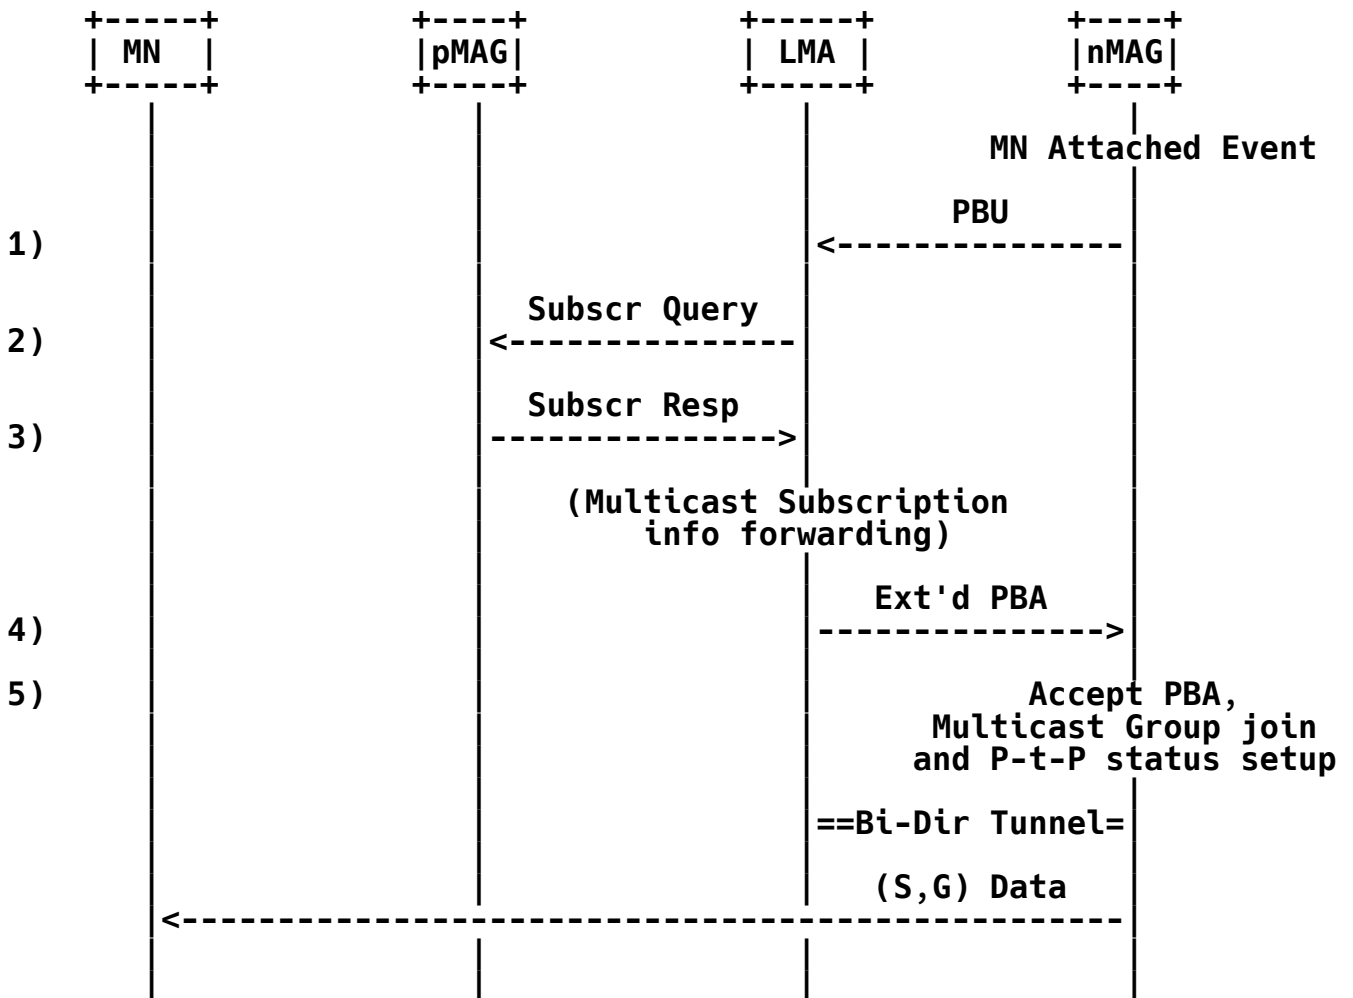 +-----+          +----+           +-----+          +----+
| MN  |          |pMAG|           | LMA |          |nMAG|
+-----+          +----+           +-----+          +----+
MN Attached Event
PBU
1) <---------------
Subscr Query
2) <---------------
Subscr Resp
3) --------------->
(Multicast Subscription
info forwarding)
Ext'd PBA
4) --------------->
5) Accept PBA,
Multicast Group join
and P-t-P status setup
==Bi-Dir Tunnel=
(S,G) Data
<-------------------------------------------------